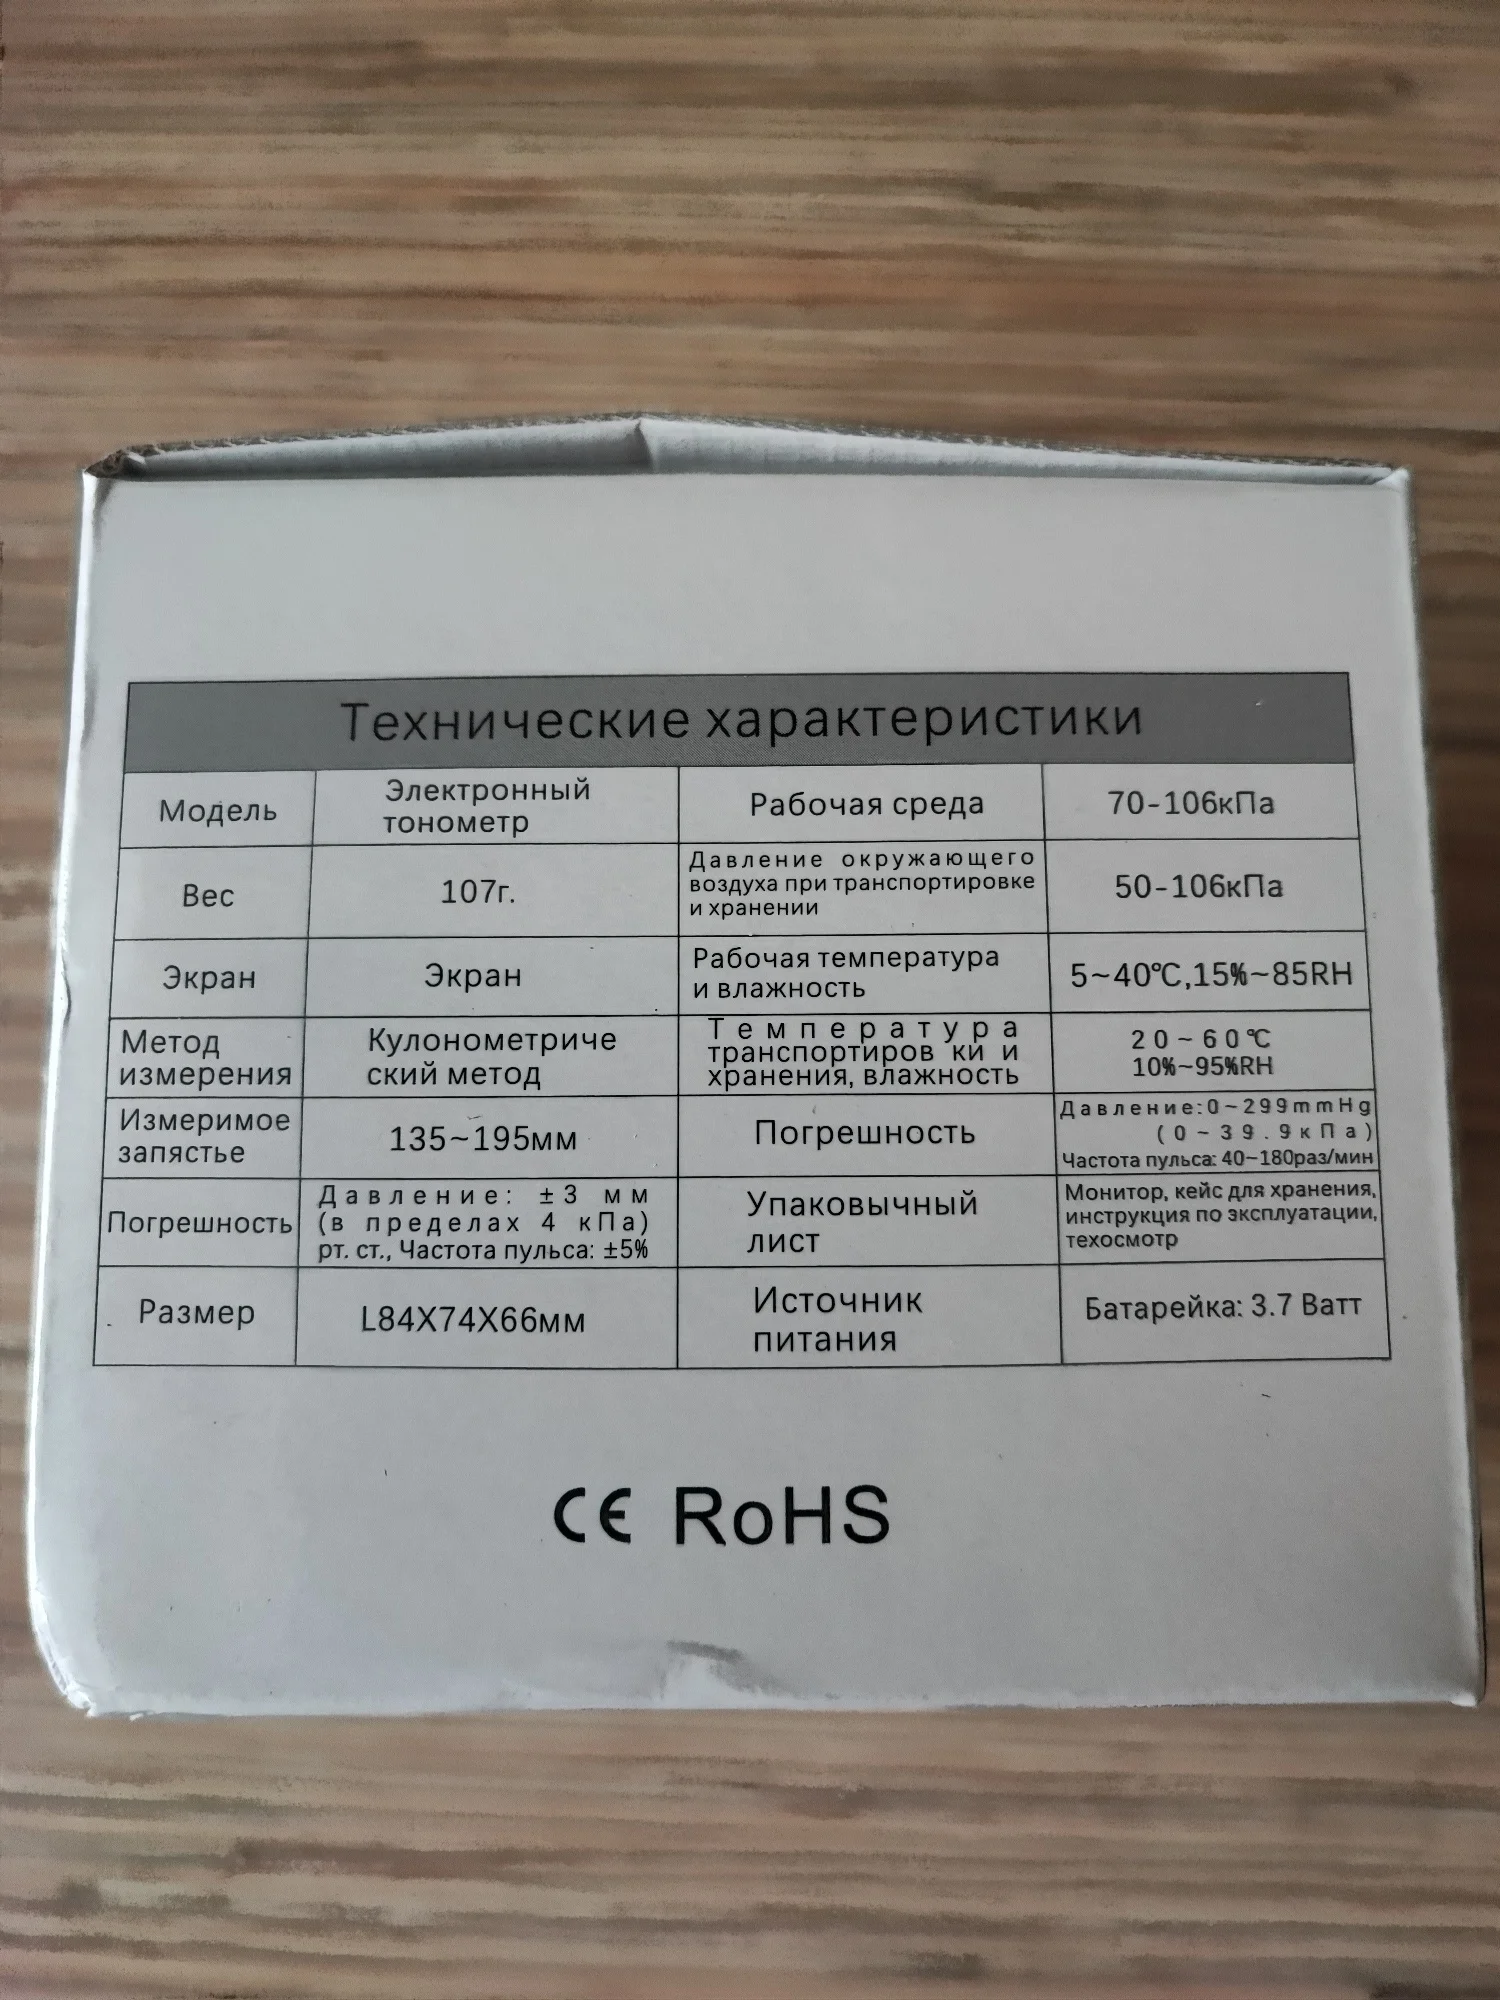 Технические характеристики
Модель
Электронный
тонометр
Рабочая среда
70-106кПа
Вес
107г.
Давление окружающего
воздуха при транспортировке
и хранении
50-106кПа
Экран
Экран
Рабочая температура
и влажность
5~40℃,15%~85RH
Метод
измерения
Кулонометриче
ский метод
Температура
транспортиров ки и
хранения, влажность
20~60℃
10%~95%RH
Измеримое
запястье
135~195мм
Погрешность
Давление:0~299mmHg
(0~39.9кПа)
Частота пульса: 40~180раз/мин
Погрешность
Давление: ±3 мм
(в пределах 4 кПа)
рт. ст., Частота пульса: ±5%
Упаковычный
лист
Монитор, кейс для хранения,
инструкция по эксплуатации,
техосмотр
Размер
L84X74X66мм
Источник
питания
Батарейка: 3.7 Ватт
CE RoHS